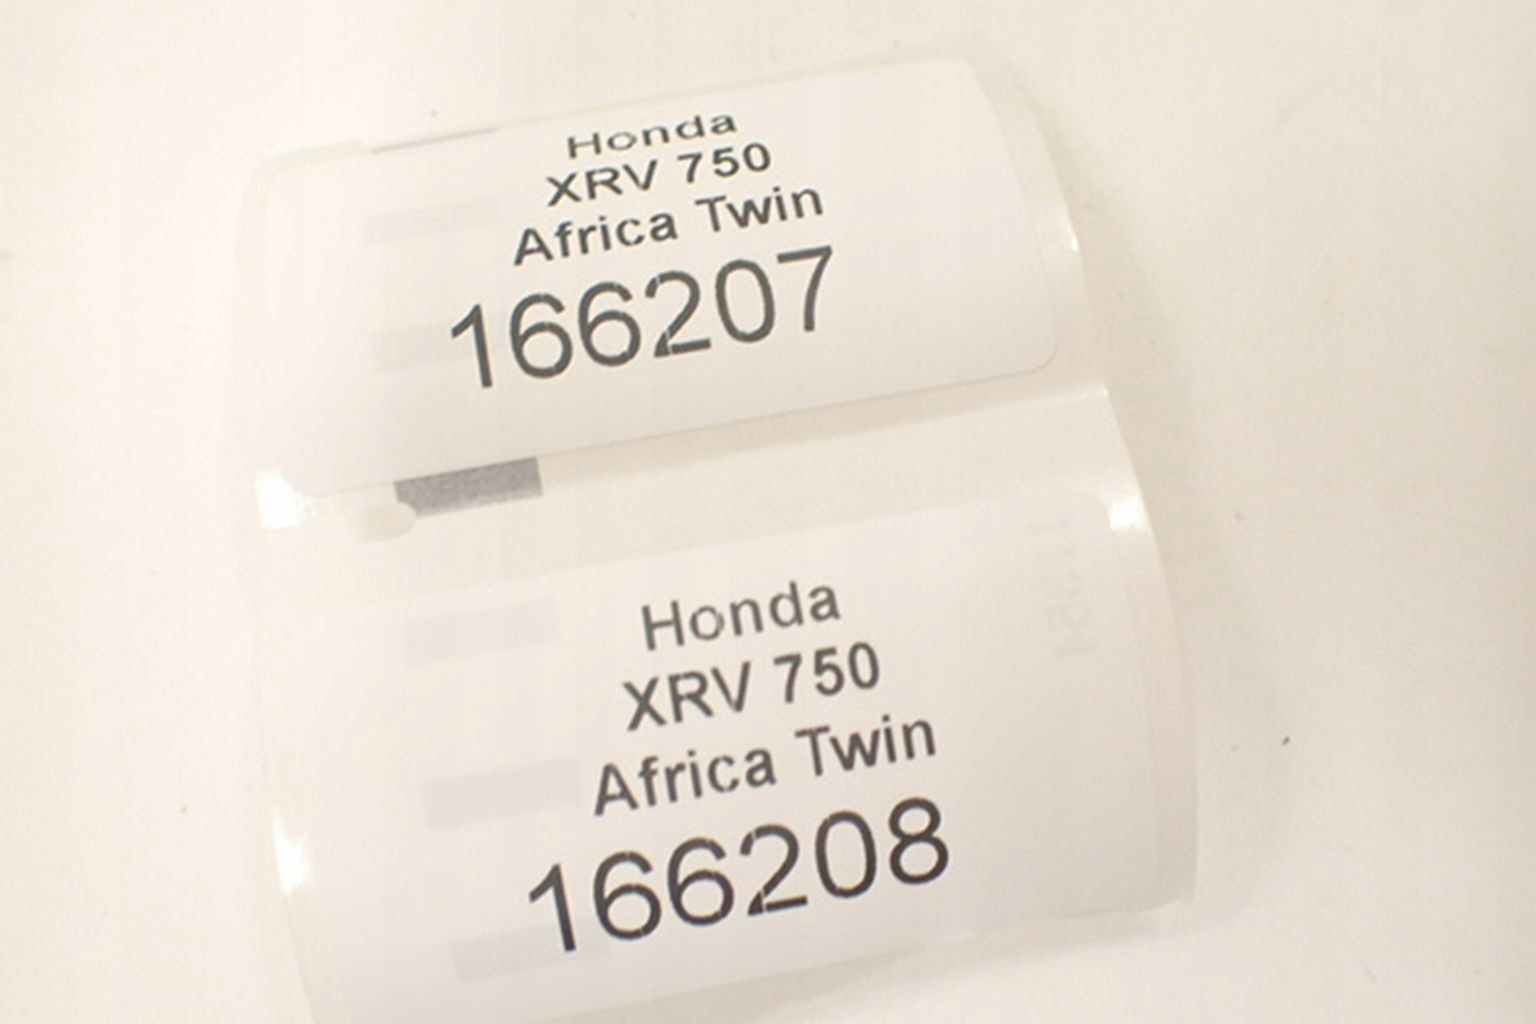 Honda
XRV 750
Africa Twin
166207
Honda
XRV 750
Africa Twin
166208